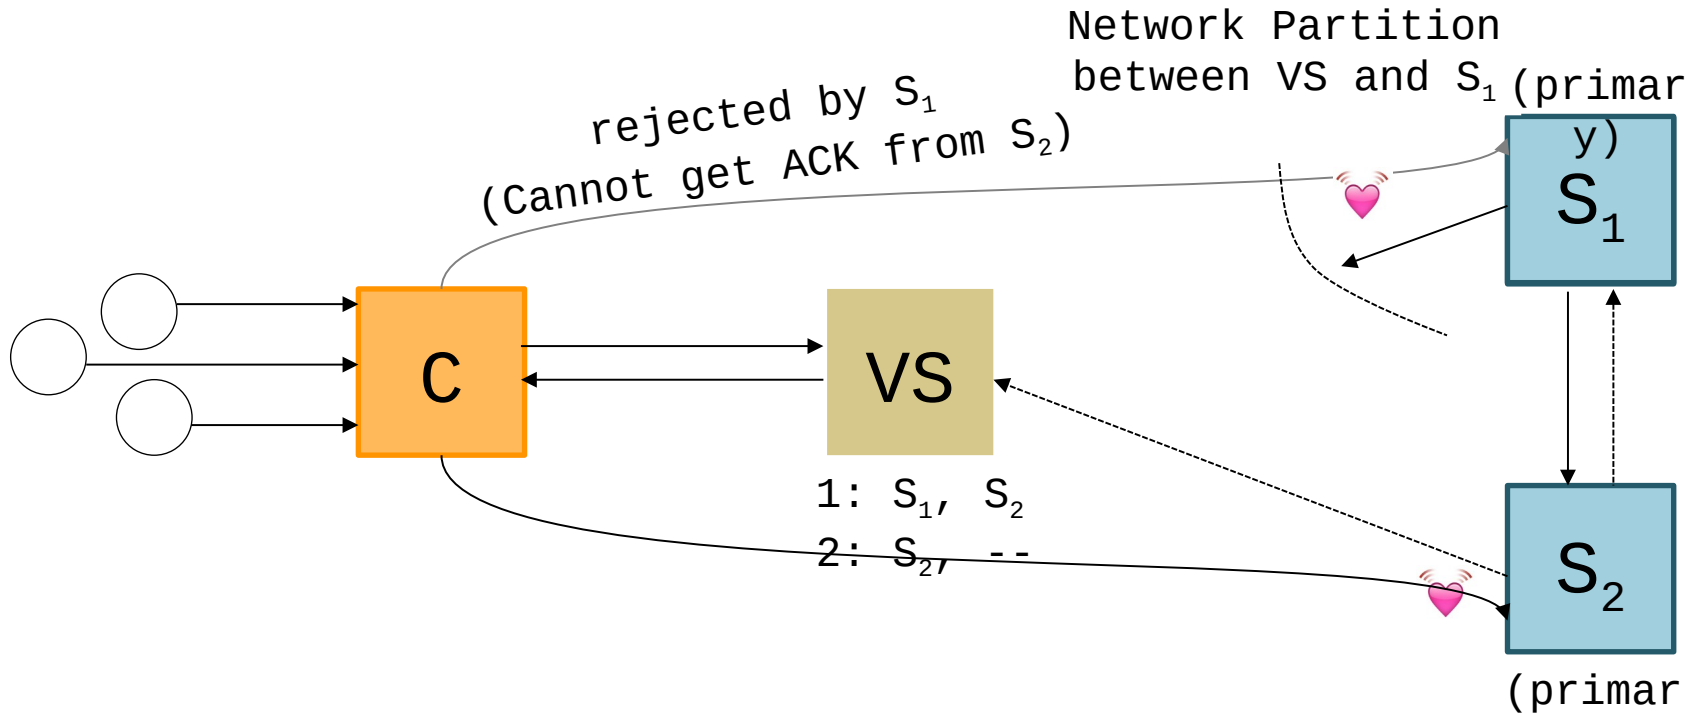 Network Partition
between VS and S₁
(primar
y)
rejected by S₁
(Cannot get ACK from S₂)
S₁
C
VS
1: S₁, S₂
2: S₂, --
S₂
(primar